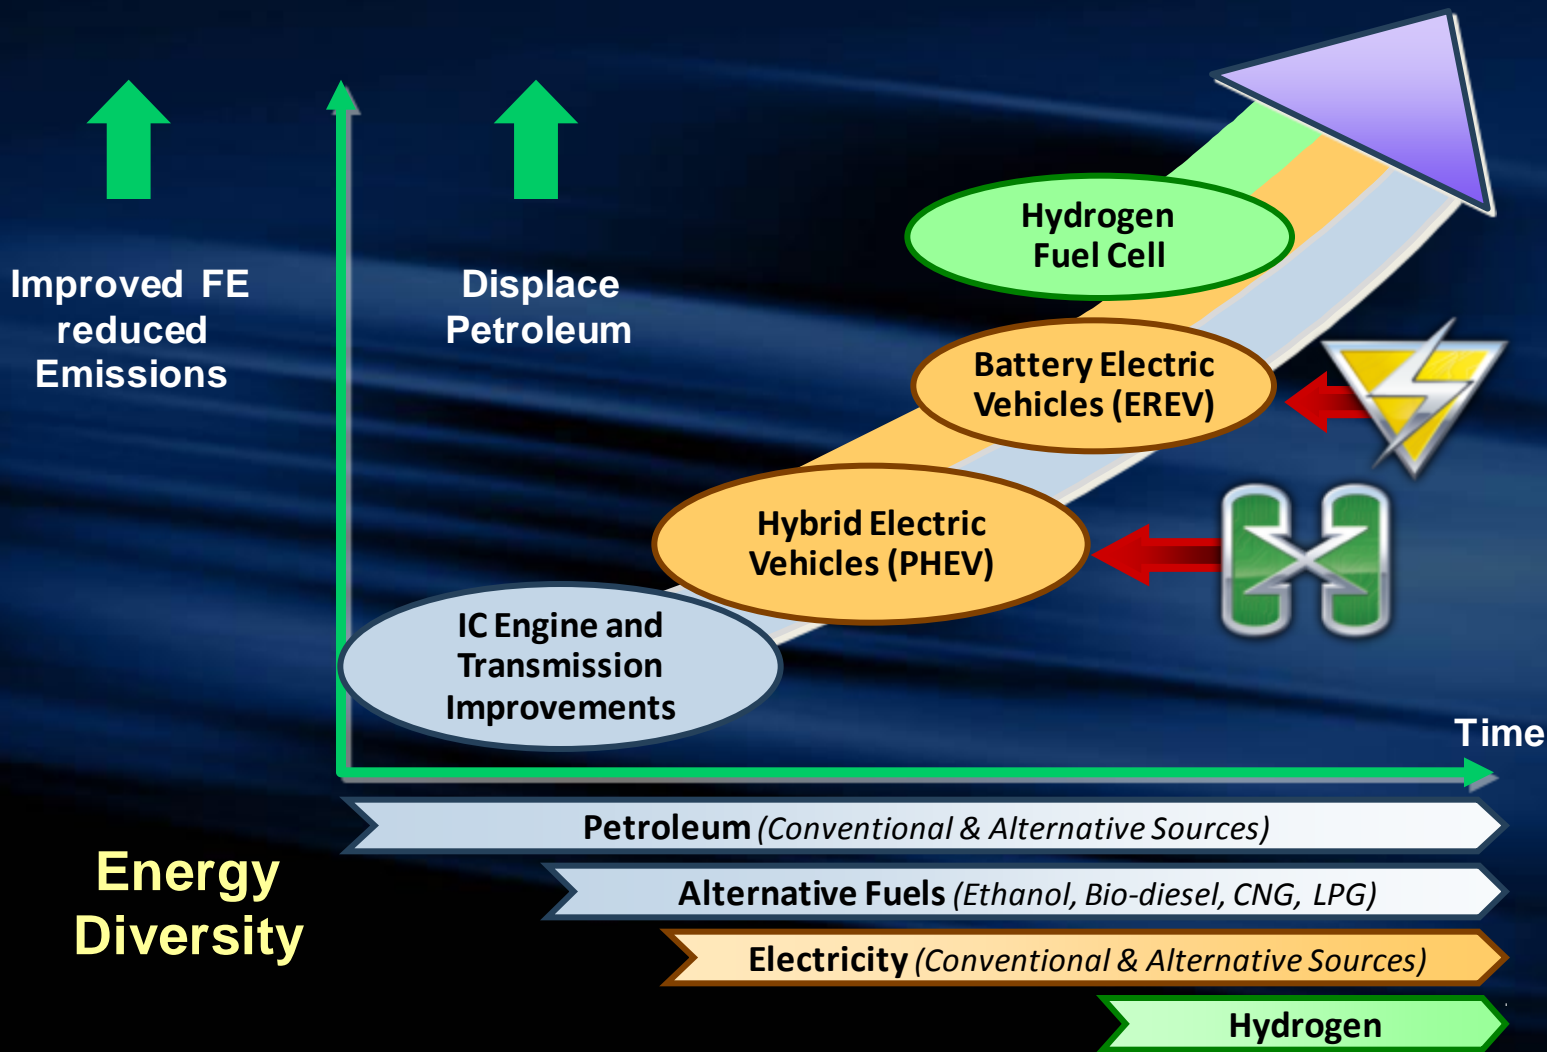 Improved FE
reduced
Emissions
Displace
Petroleum
Hydrogen
Fuel Cell
Battery Electric
Vehicles (EREV)
Hybrid Electric
Vehicles (PHEV)
IC Engine and
Transmission
Improvements
Time
Energy
Diversity
Petroleum (Conventional & Alternative Sources)
Alternative Fuels (Ethanol, Bio-diesel, CNG, LPG)
Electricity (Conventional & Alternative Sources)
Hydrogen